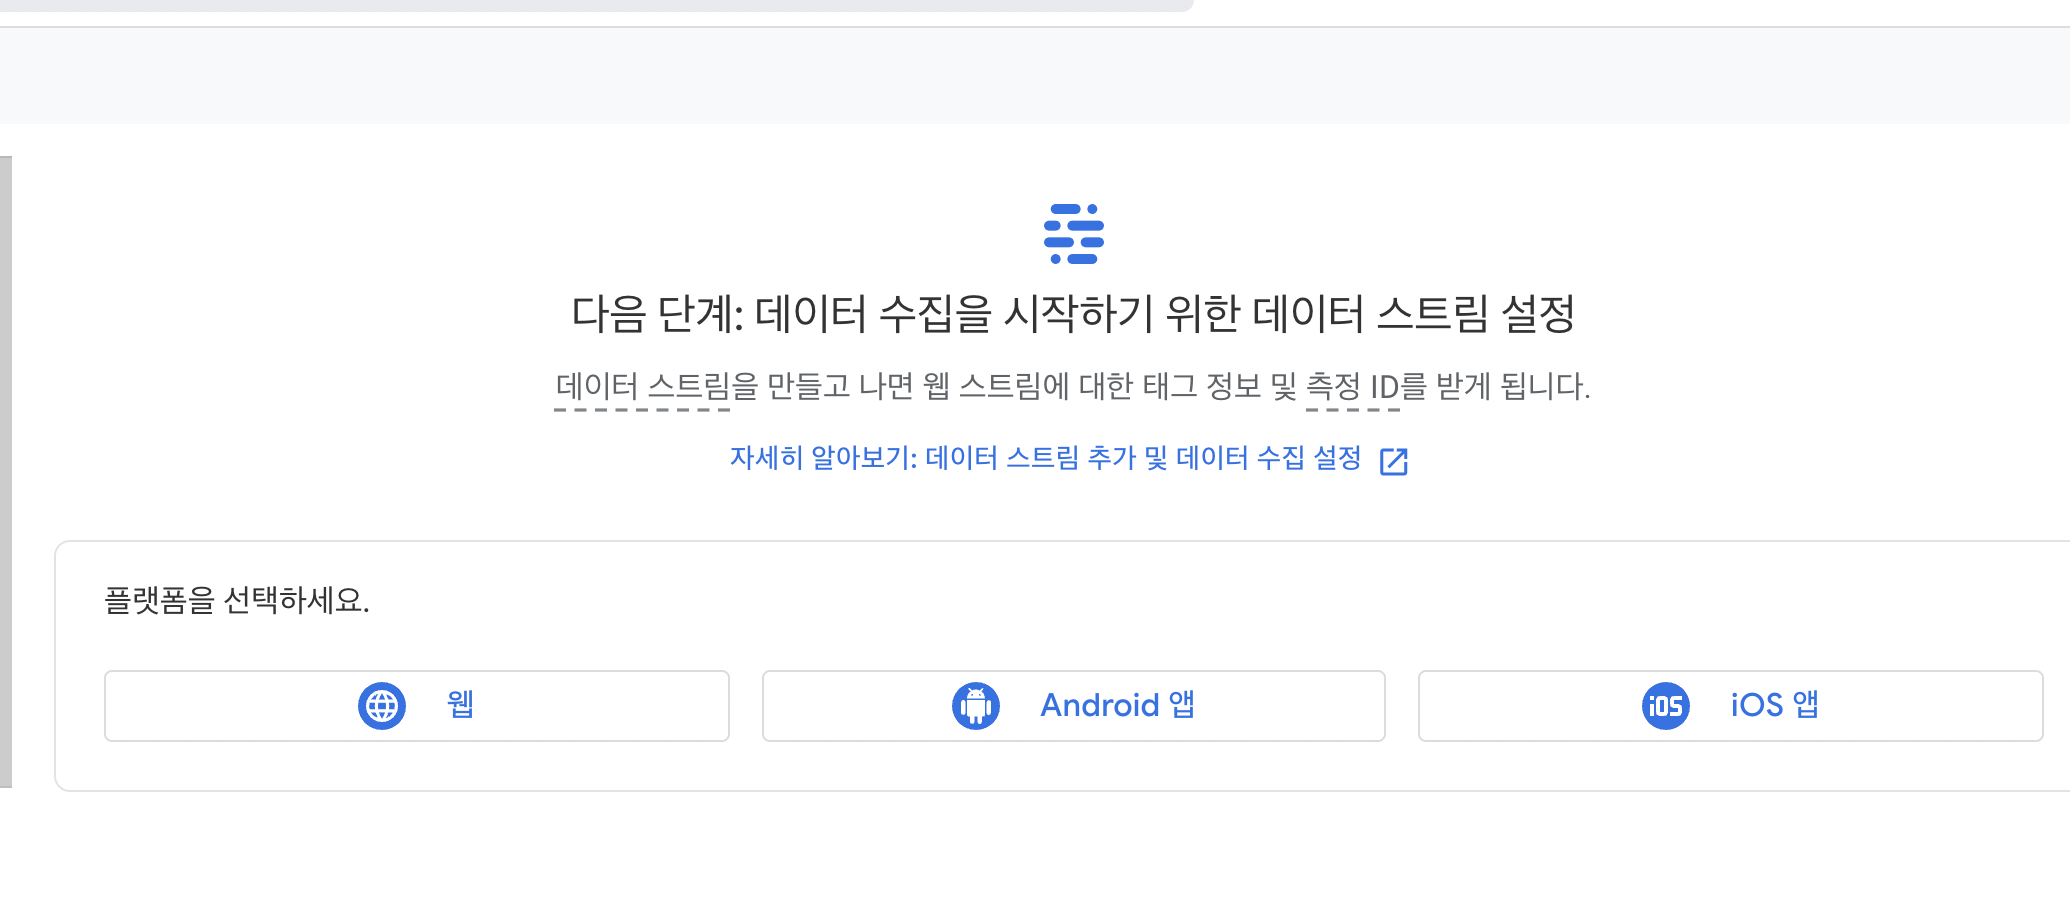 다음 단계: 데이터 수집을 시작하기 위한 데이터 스트림 설정
데이터 스트림을 만들고 나면 웹 스트림에 대한 태그 정보 및 측정 ID를 받게 됩니다.
자세히 알아보기: 데이터 스트림 추가 및 데이터 수집 설정
플랫폼을 선택하세요.
웹
Android 앱
iOS iOS 앱